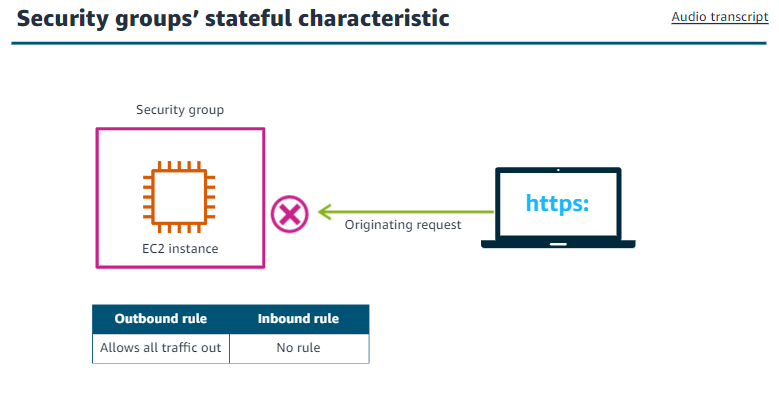 Security groups’ stateful characteristic
Audio transcript
Security group
https:
Originating request
EC2 instance
Outbound rule Inbound rule
Allows all traffic out No rule